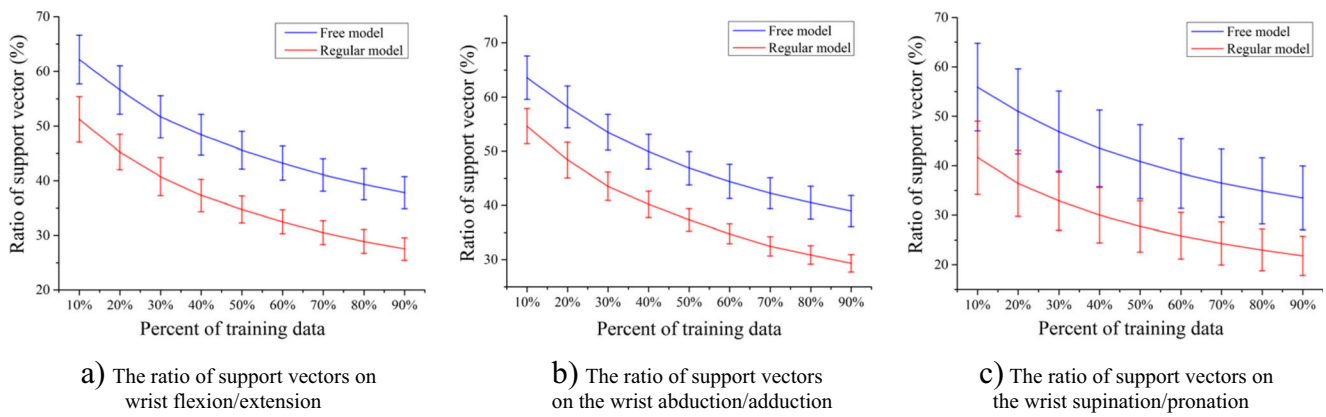 70
60
50
40
30
20
Ratio of support vector (%)
Free model
Regular model
10% 20% 30% 40% 50% 60% 70% 80% 90%
Percent of training data
a) The ratio of support vectors on
wrist flexion/extension
70
60
50
40
30
Ratio of support vector (%)
Free model
Regular model
10% 20% 30% 40% 50% 60% 70% 80% 90%
Percent of training data
b) The ratio of support vectors
on the wrist abduction/adduction
70
60
50
40
30
20
Ratio of support vector (%)
Free model
Regular model
10% 20% 30% 40% 50% 60% 70% 80% 90%
Percent of training data
c) The ratio of support vectors on
the wrist supination/pronation